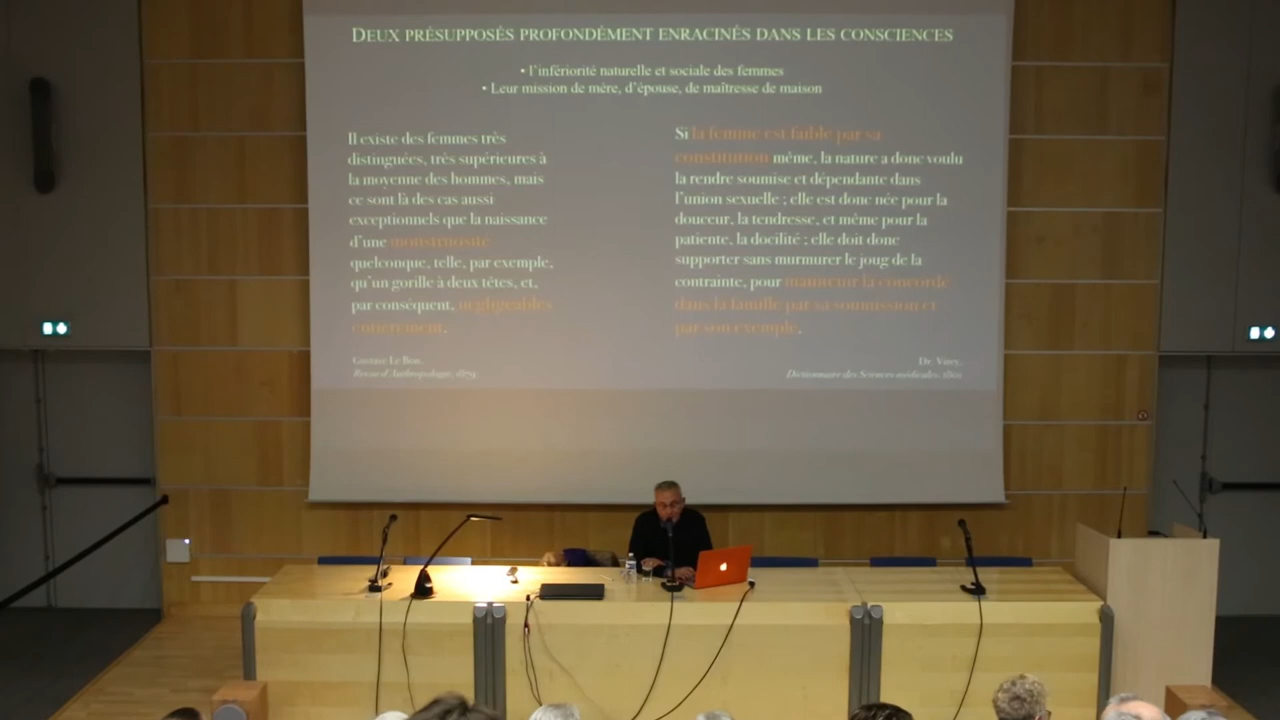 DEUX PRÉSUPPOSÉS PROFONDÉMENT ENRACINÉS DANS LES CONSCIENCES
• l'infériorité naturelle et sociale des femmes
• Leur mission de mère, d'épouse, de maîtresse de maison
Il existe des femmes très
distinguées, très supérieures à
la moyenne des hommes, mais
ce sont là des cas aussi
exceptionnels que la naissance
d'une monstruosité
quelconque, telle, par exemple,
qu'un gorille à deux têtes, et,
par conséquent, négligeables
entièrement.
Gustave Le Bon,
Revue d'Anthropologie, 1879
Si la femme est faible par sa
constitution même, la nature a donc voulu
la rendre soumise et dépendante dans
l'union sexuelle ; elle est donc née pour la
douceur, la tendresse, et même pour la
patiente, la docilité ; elle doit donc
supporter sans murmurer le joug de la
contrainte, pour maintenir la concorde
dans la famille par sa soumission et
par son exemple.
Dr. Virey,
Dictionnaire des Sciences médicales,